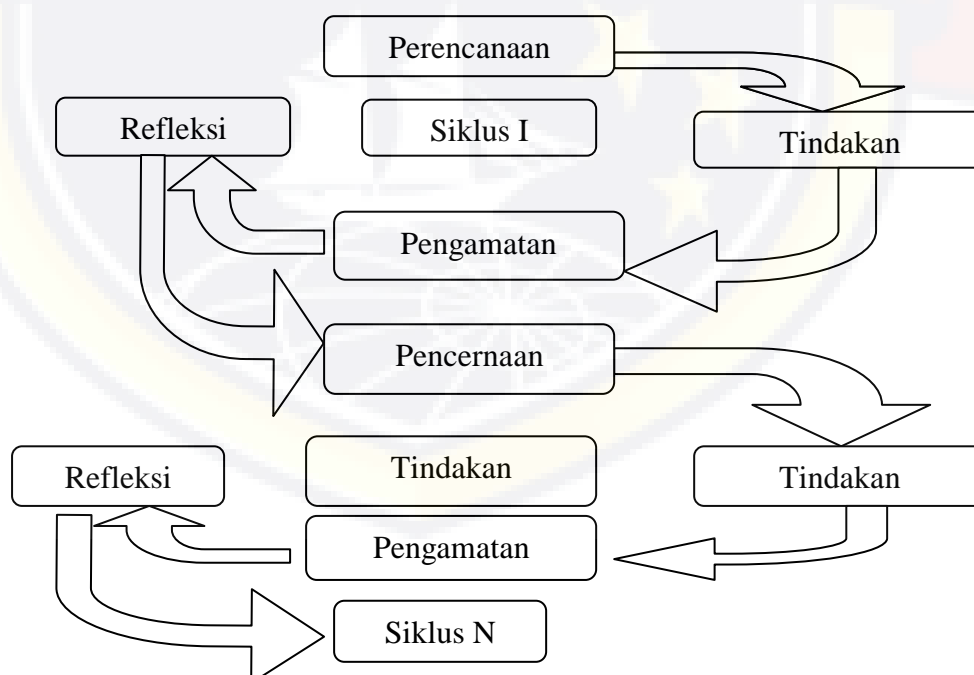 Perencanaan
Refleksi
Siklus I
Tindakan
Pengamatan
Pencernaan
Refleksi
Tindakan
Tindakan
Pengamatan
Siklus N